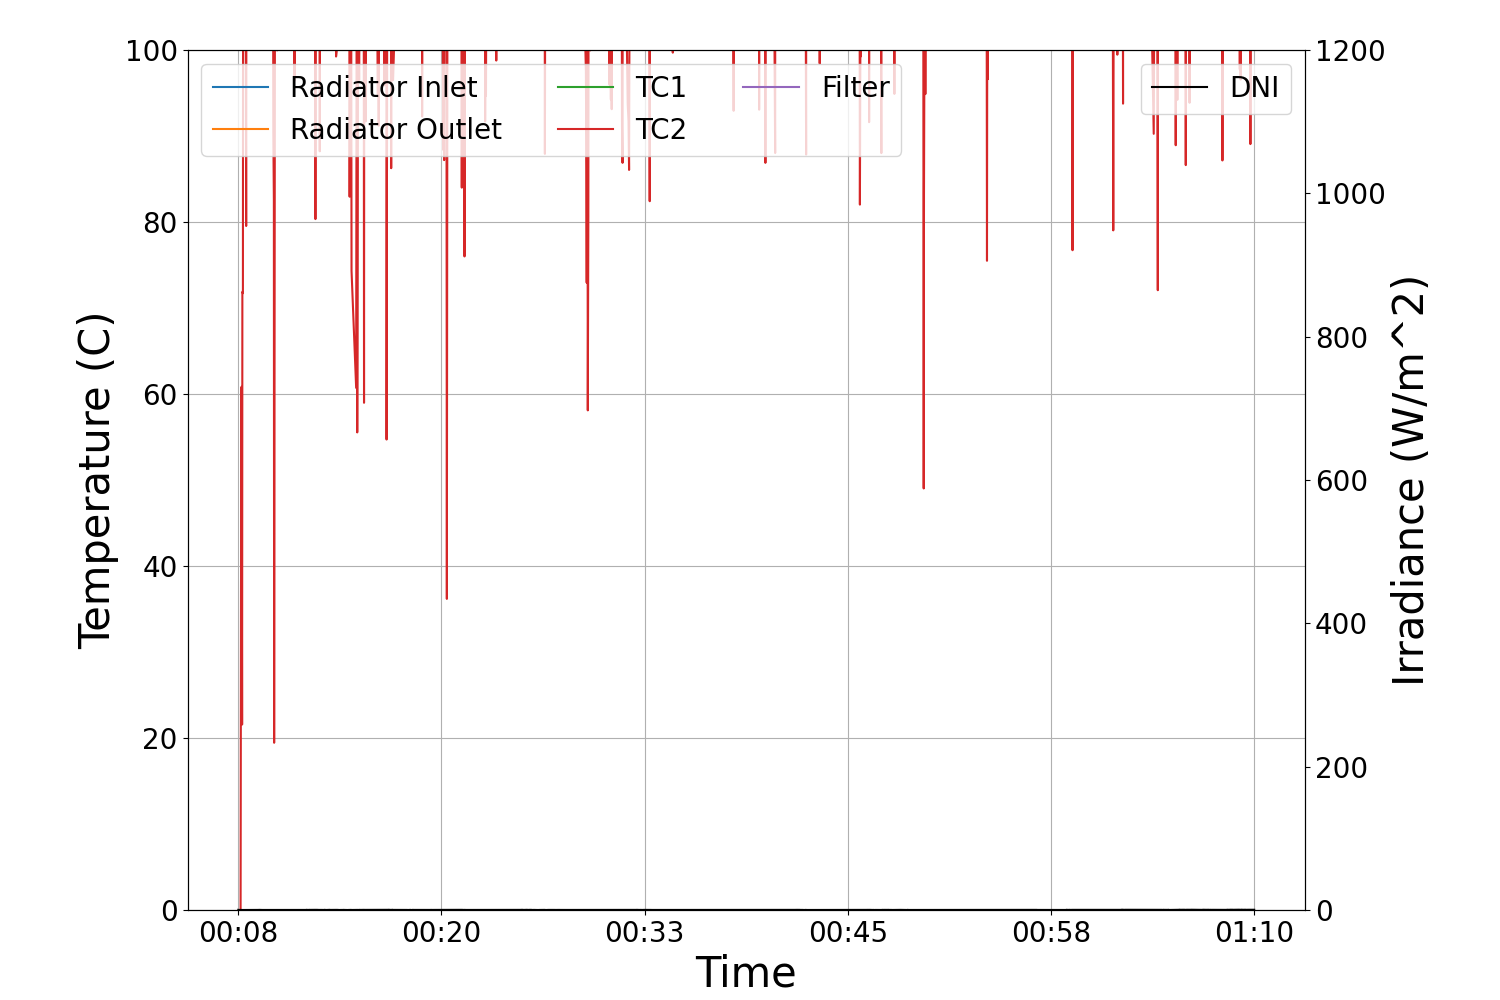 100
80
60
40
20
0
Temperature (C)
Radiator Inlet
Radiator Outlet
TC1
TC2
Filter
DNI
1200
1000
800
600
400
200
0
Irradiance (W/m^2)
00:08 00:20 00:33 00:45 00:58 01:10
Time